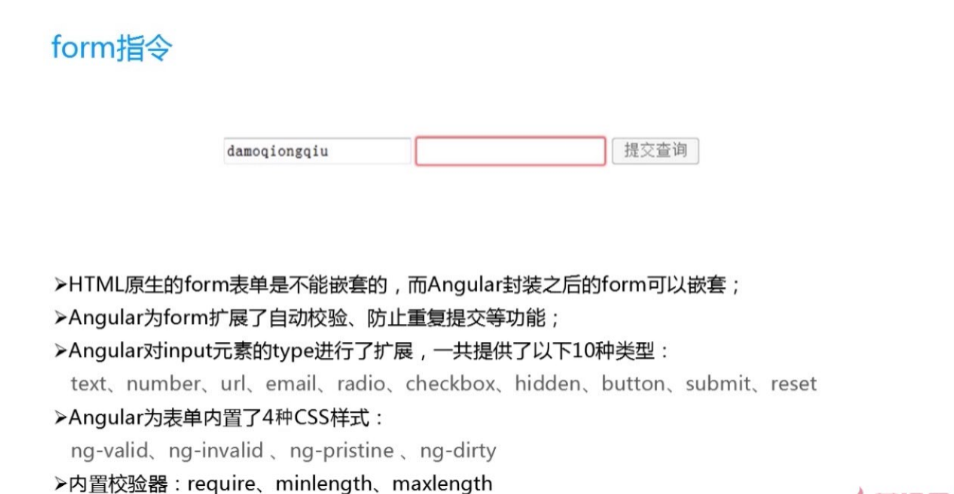 form指令
damoqiongqiu 提交查询
➢HTML原生的form表单是不能嵌套的，而Angular封装之后的form可以嵌套；
➢Angular为form扩展了自动校验、防止重复提交等功能；
➢Angular对input元素的type进行了扩展，一共提供了以下10种类型：
text、number、url、email、radio、checkbox、hidden、button、submit、reset
➢Angular为表单内置了4种CSS样式：
ng-valid、ng-invalid 、ng-pristine 、ng-dirty
➢内置校验器：require、minlength、maxlength